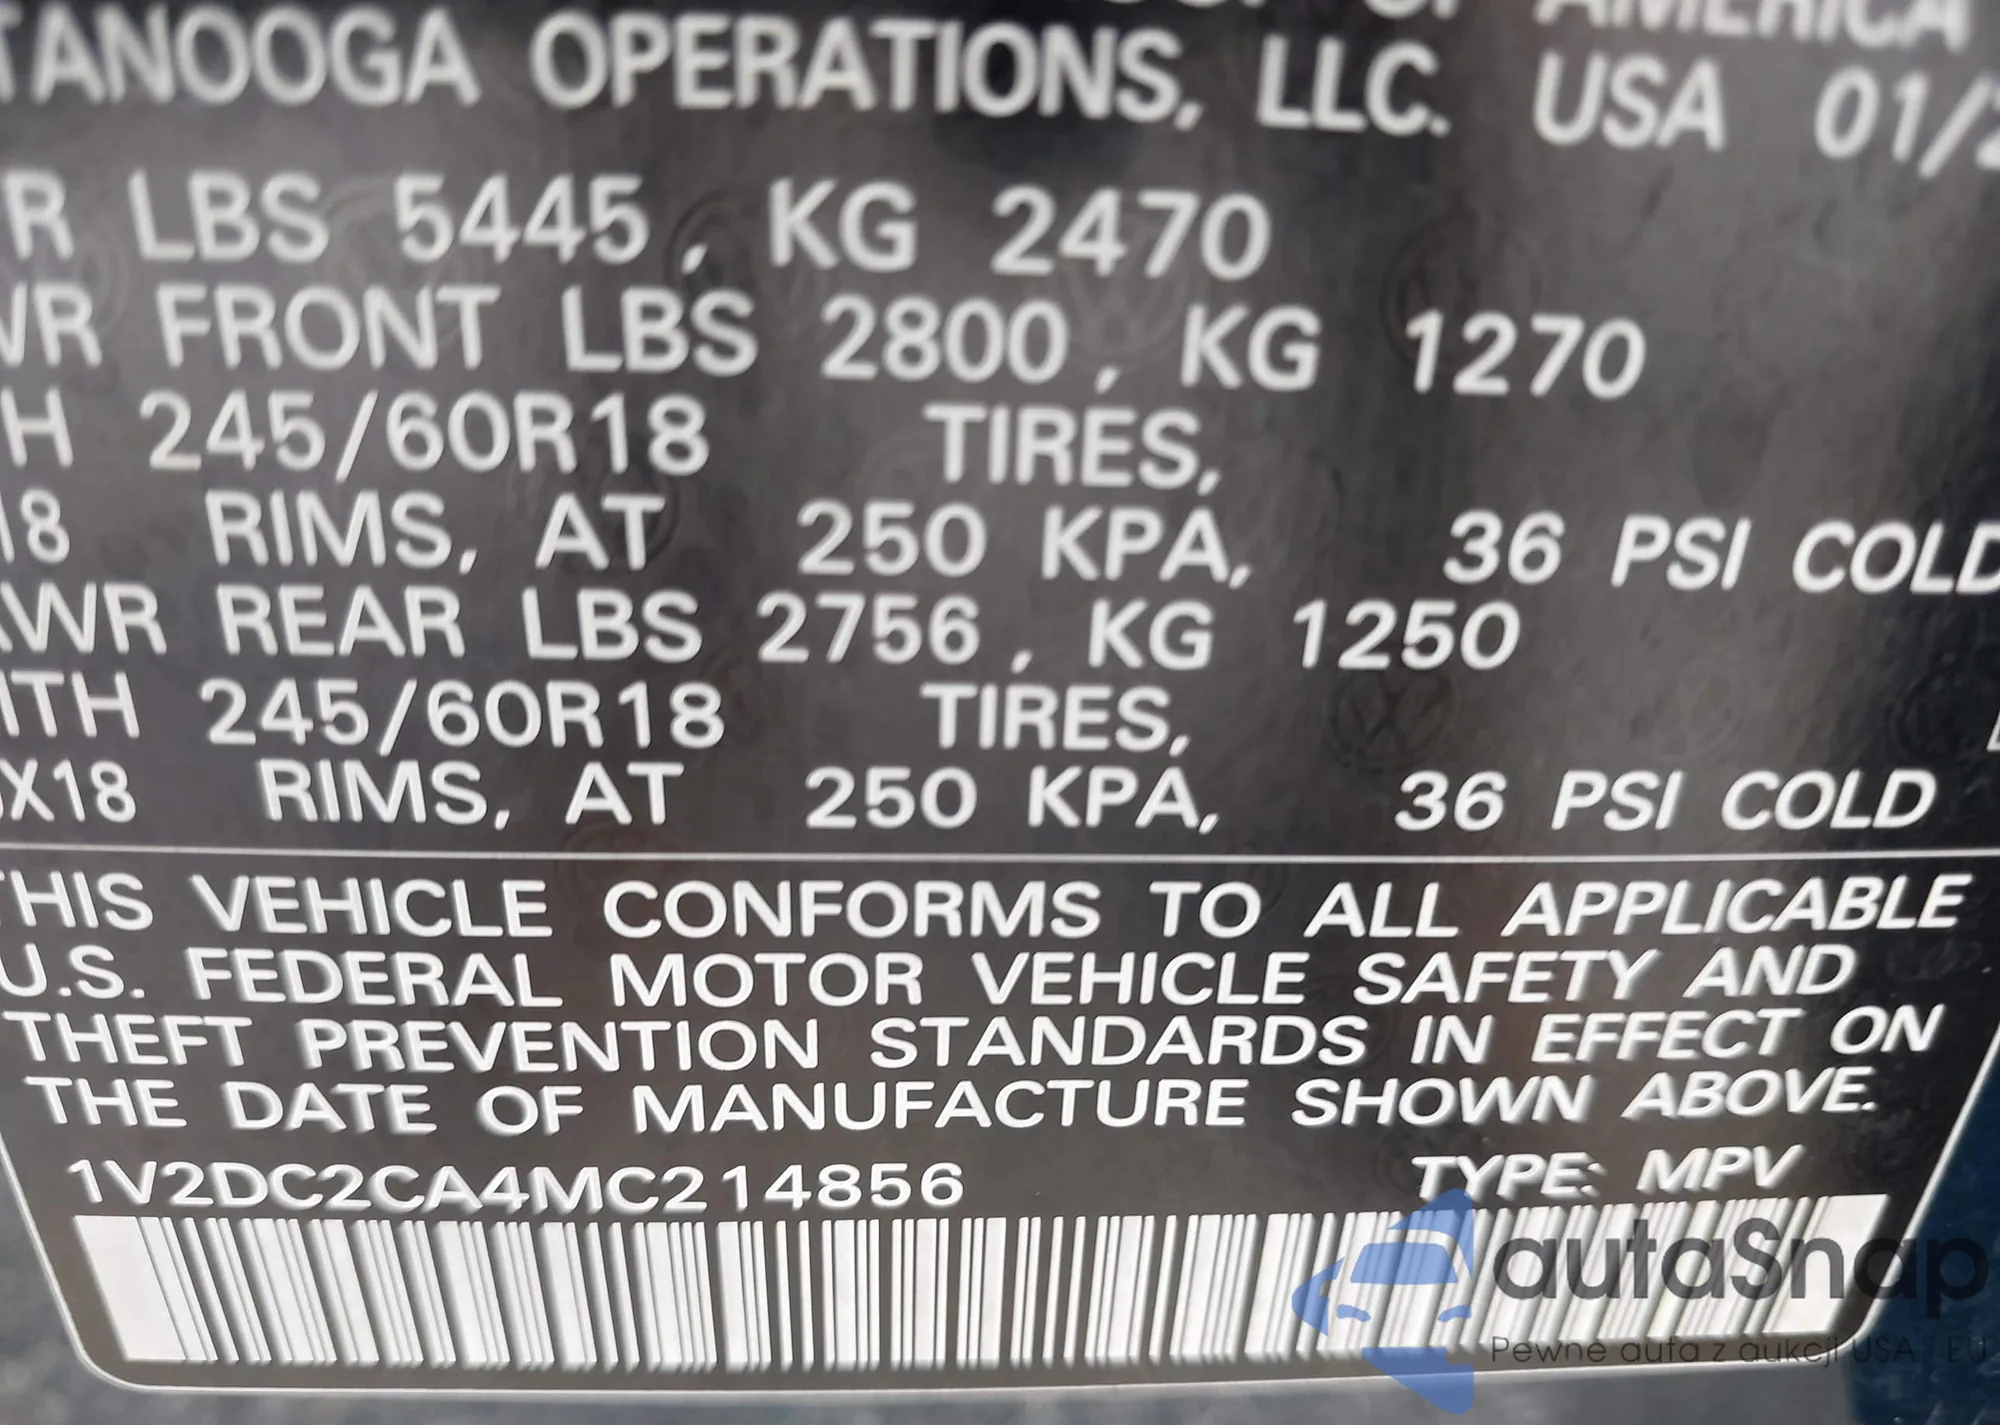 TANOOGA OPERATIONS, LLC. USA 01/2
R LBS 5445, KG 2470
WR FRONT LBS 2800, KG 1270
H 245/60R18 TIRES,
18 RIMS, AT 250 KPA, 36 PSI COLD
AWR REAR LBS 2756, KG 1250
ITH 245/60R18 TIRES,
X18 RIMS, AT 250 KPA, 36 PSI COLD
THIS VEHICLE CONFORMS TO ALL APPLICABLE
U.S. FEDERAL MOTOR VEHICLE SAFETY AND
THEFT PREVENTION STANDARDS IN EFFECT ON
THE DATE OF MANUFACTURE SHOWN ABOVE.
1V2DC2CA4MC214856 TYPE: MPV
autaSnap
Pewne auta z aukcji USA i EU